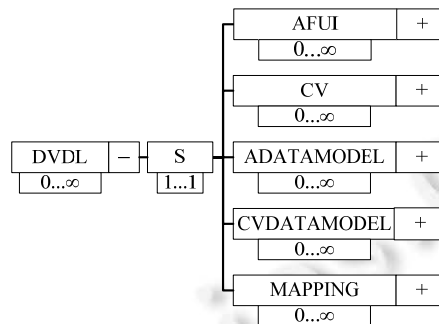 AFUI +
0...∞
CV +
0...∞
DVDL − S ADATAMODEL +
0...∞ 1...1 0...∞
CVDATAMODEL +
0...∞
MAPPING +
0...∞